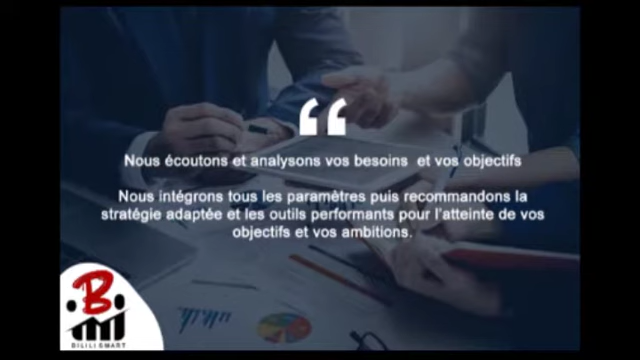 Nous écoutons et analysons vos besoins et vos objectifs
Nous intégrons tous les paramètres puis recommandons la
stratégie adaptée et les outils performants pour l'atteinte de vos
objectifs et vos ambitions.
B
BILILI SMART